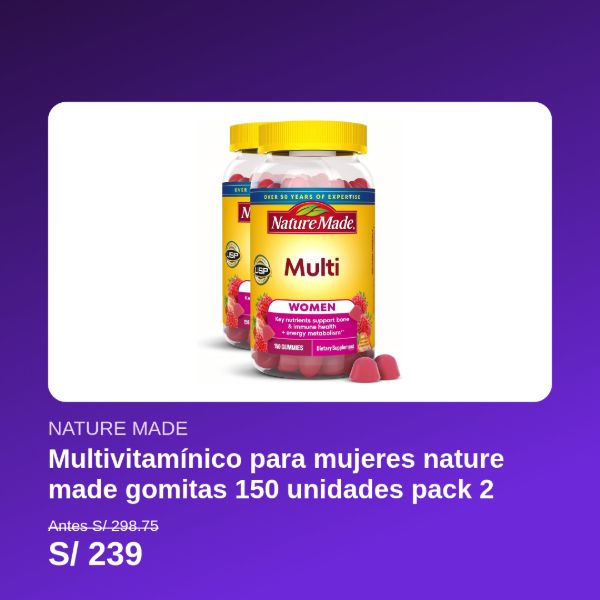 OVER 50 YEARS OF EXPERTISE
Nature Made
Multi
USP
WOMEN
Key nutrients support bone
& immune health
+ energy metabolism
150 GUMMIES
Dietary Supplement
NATURE MADE
Multivitamínico para mujeres nature
made gomitas 150 unidades pack 2
Antes S/ 298.75
S/ 239